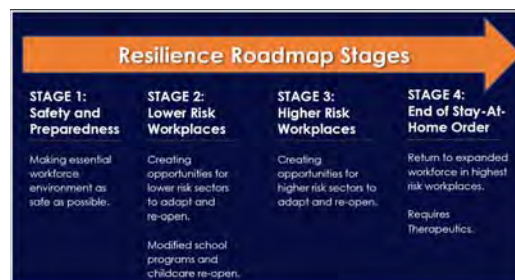 Resilience Roadmap Stages
STAGE 1:
Safety and
Preparedness
Making essential
workforce
environment as
safe as possible.
STAGE 2:
Lower Risk
Workplaces
Creating
opportunities for
lower risk sectors
to adapt and
re-open.
Modified school
programs and
childcare re-open.
STAGE 3:
Higher Risk
Workplaces
Creating
opportunities for
higher risk sectors to
adapt and re-open.
STAGE 4:
End of Stay-At-
Home Order
Return to expanded
workforce in highest
risk workplaces.
Requires
Therapeutics.